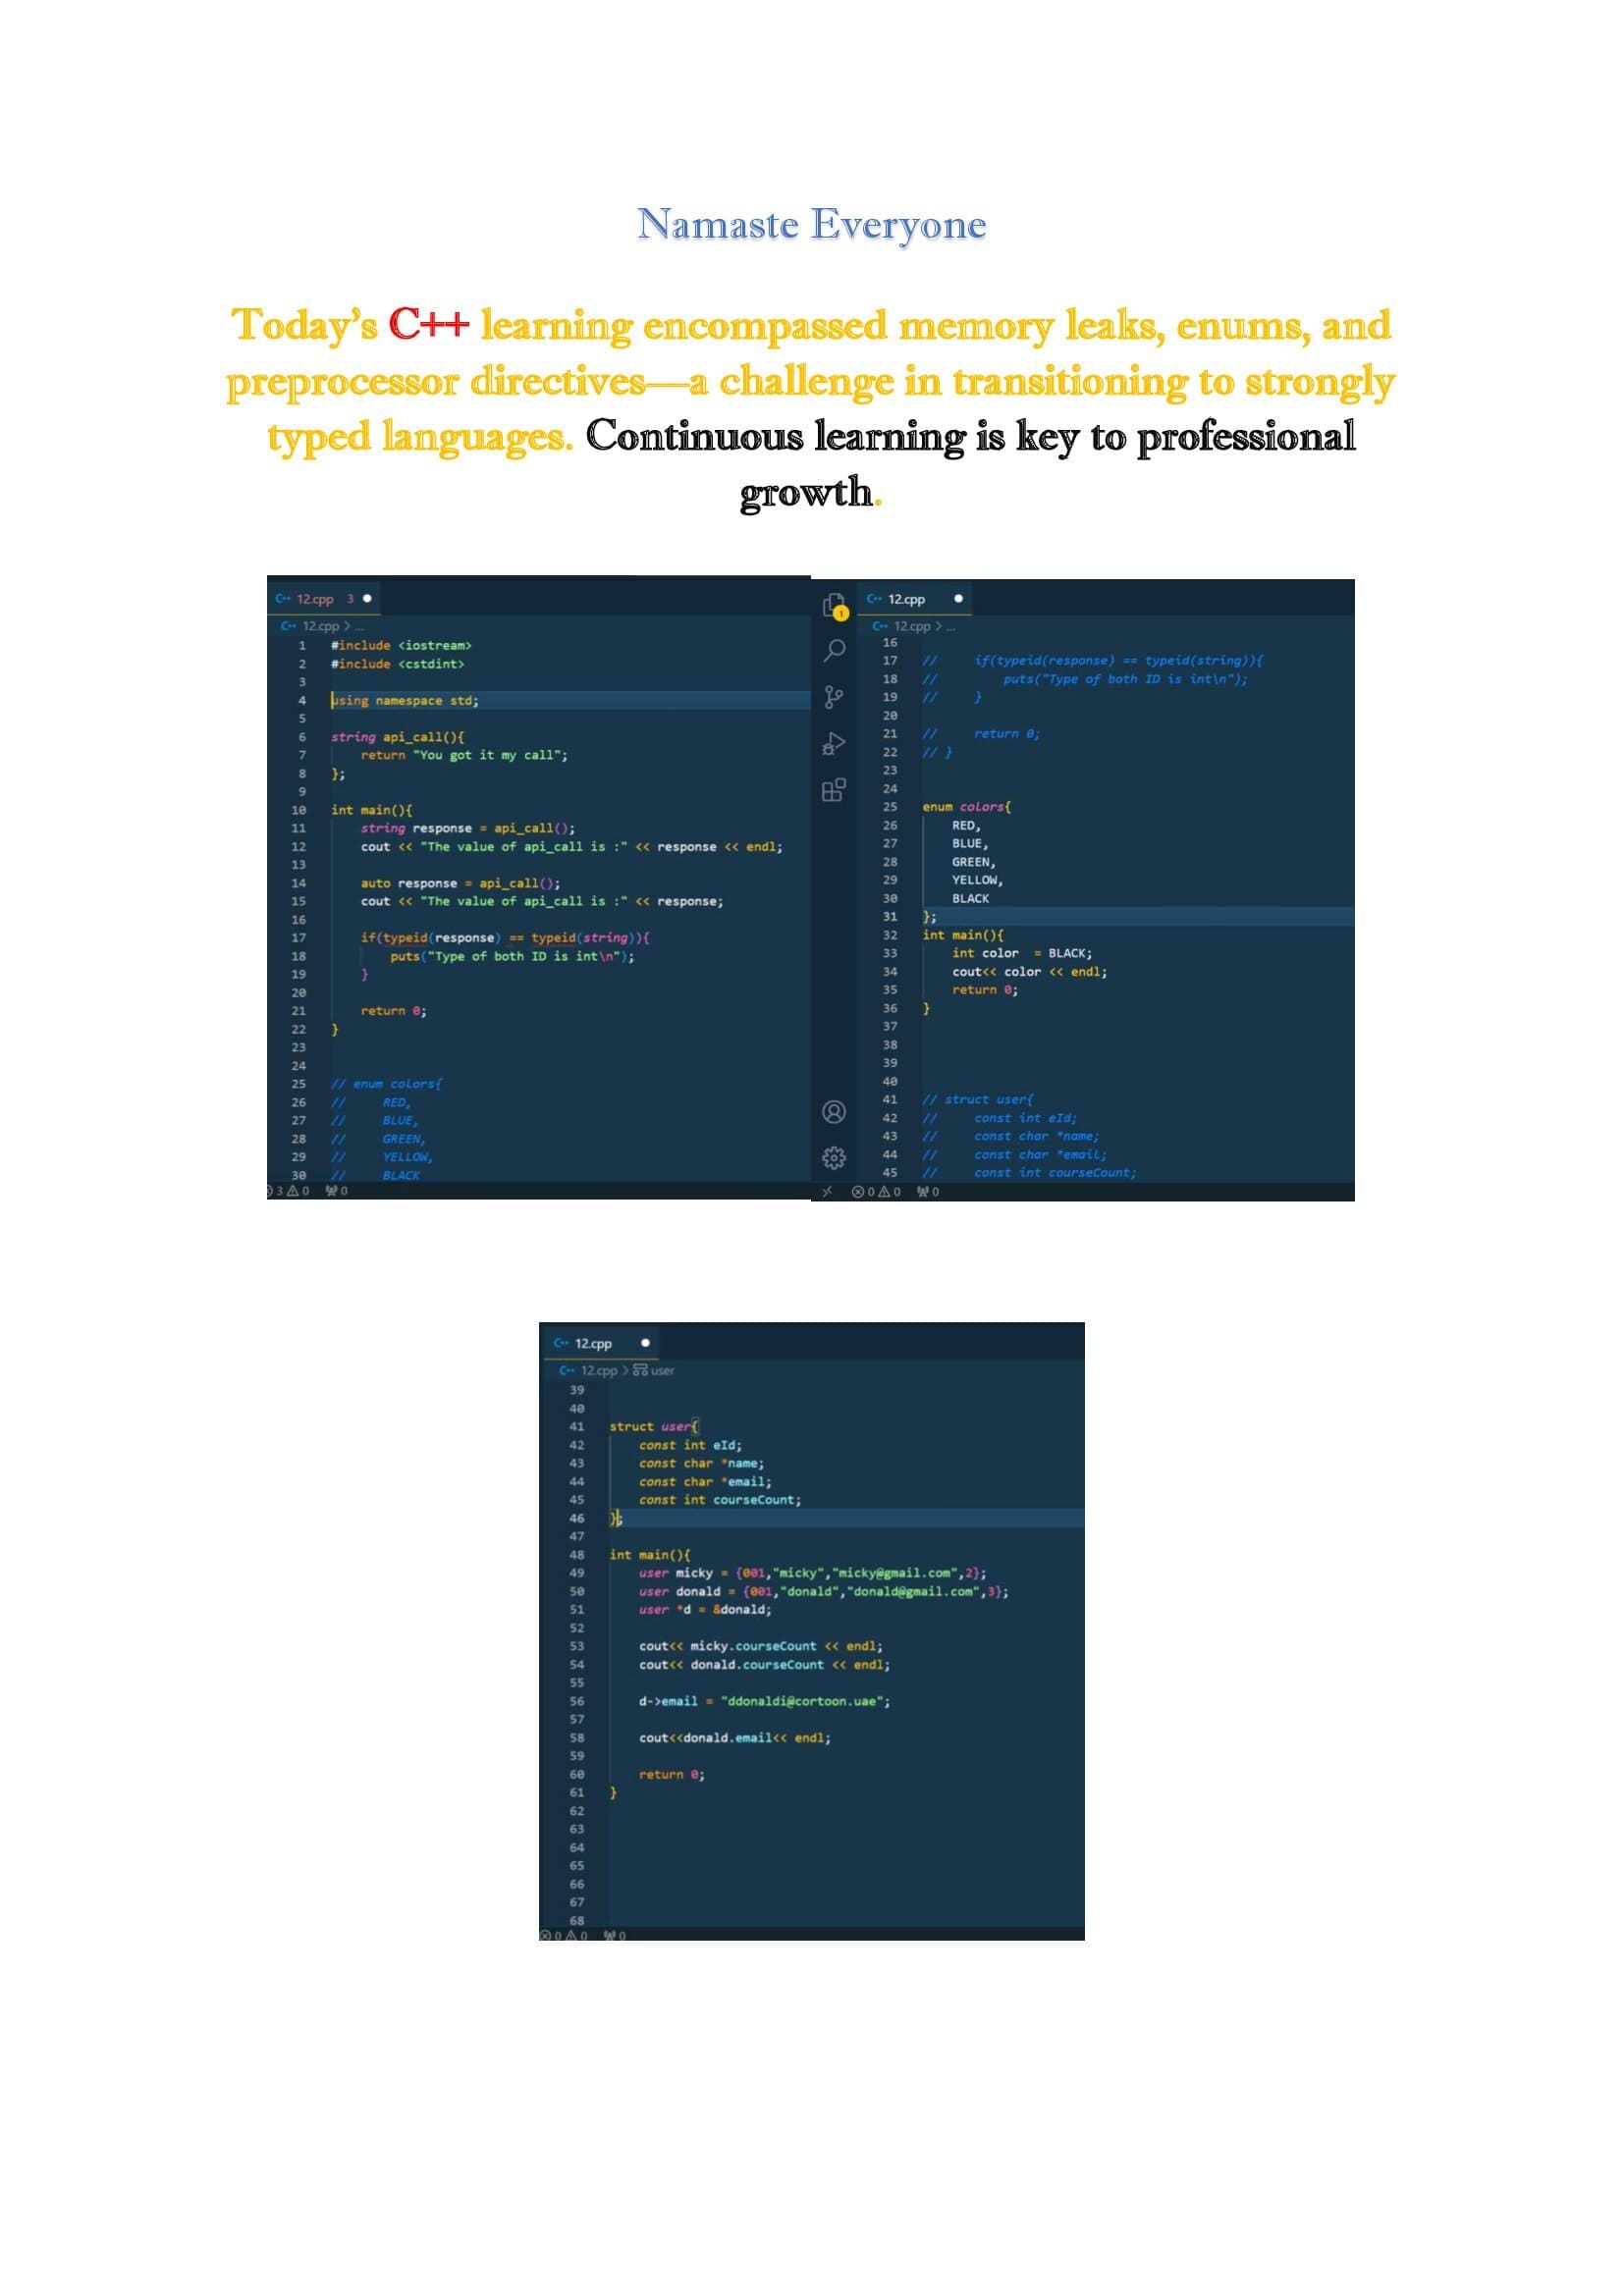 Namaste Everyone
Today’s C++ learning encompassed memory leaks, enums, and
preprocessor directives—a challenge in transitioning to strongly
typed languages. Continuous learning is key to professional
growth.
C++ 12.cpp 3 ●
C++ 12.cpp > ...
1 #include <iostream>
2 #include <cstdint>
3
4 using namespace std;
5
6 string api_call(){
7 return "You got it my call";
8 };
9
10 int main(){
11 string response = api_call();
12 cout << "The value of api_call is :" << response << endl;
13
14 auto response = api_call();
15 cout << "The value of api_call is :" << response;
16
17 if(typeid(response) == typeid(string)){
18 puts("Type of both ID is int\n");
19 }
20
21 return 0;
22 }
23
24
25 // enum colors{
26 // RED,
27 // BLUE,
28 // GREEN,
29 // YELLOW,
30 // BLACK
3 0 0
1
C++ 12.cpp ●
C++ 12.cpp > ...
16
17 // if(typeid(response) == typeid(string)){
18 // puts("Type of both ID is int\n");
19 // }
20
21 // return 0;
22 // }
23
24
25 enum colors{
26 RED,
27 BLUE,
28 GREEN,
29 YELLOW,
30 BLACK
31 };
32 int main(){
33 int color = BLACK;
34 cout<< color << endl;
35 return 0;
36 }
37
38
39
40
41 // struct user{
42 // const int eId;
43 // const char *name;
44 // const char *email;
45 // const int courseCount;
0 0 0
C++ 12.cpp ●
C++ 12.cpp > user
39
40
41 struct user{
42 const int eId;
43 const char *name;
44 const char *email;
45 const int courseCount;
46 };
47
48 int main(){
49 user micky = {001,"micky","micky@gmail.com",2};
50 user donald = {001,"donald","donald@gmail.com",3};
51 user *d = &donald;
52
53 cout<< micky.courseCount << endl;
54 cout<< donald.courseCount << endl;
55
56 d->email = "ddonaldi@cortoon.uae";
57
58 cout<<donald.email<< endl;
59
60 return 0;
61 }
62
63
64
65
66
67
68
0 0 0